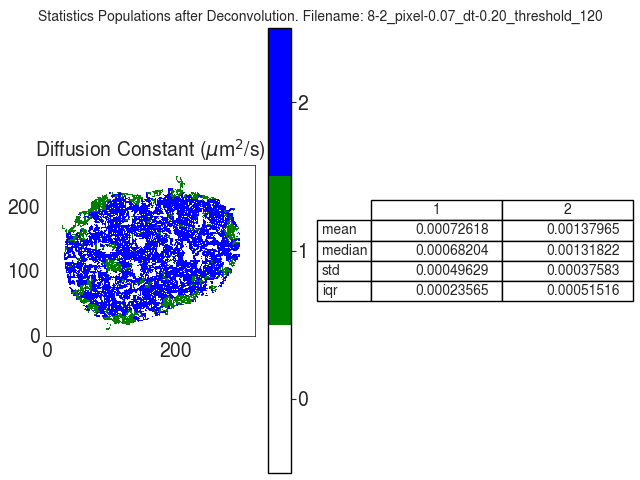 Statistics Populations after Deconvolution. Filename: 8-2_pixel-0.07_dt-0.20_threshold_120
Diffusion Constant (μm²/s)
200
100
0
0 200
2
1
0
1 2
mean 0.00072618 0.00137965
median 0.00068204 0.00131822
std 0.00049629 0.00037583
iqr 0.00023565 0.00051516